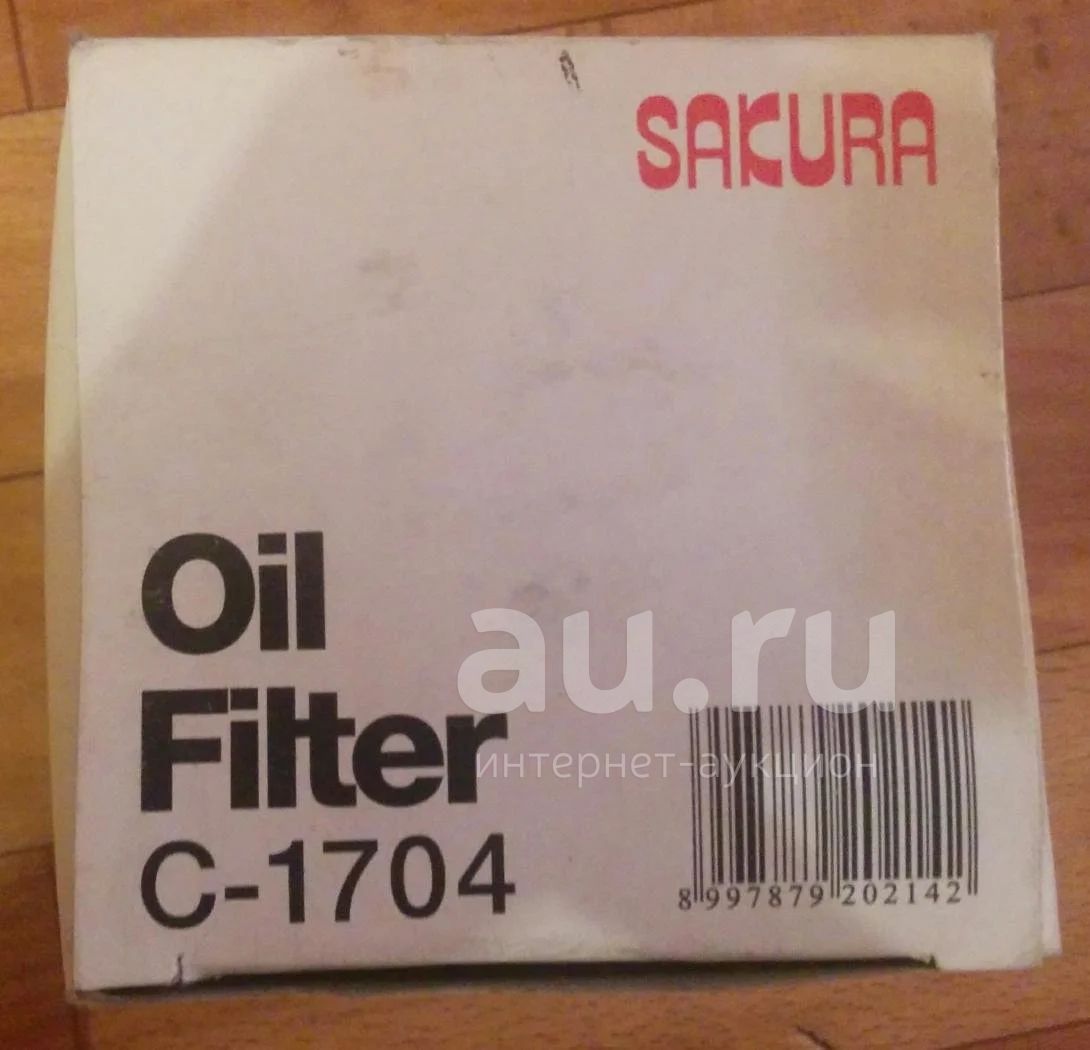 SAKURA
Oil
Filter
C-1704
au.ru
интернет-аукцион
8 997879 202142